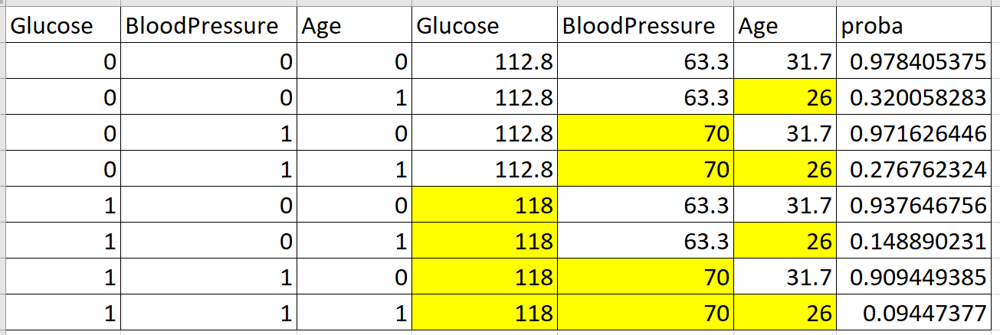 Glucose BloodPressure Age Glucose BloodPressure Age proba
0 0 0 112.8 63.3 31.7 0.978405375
0 0 1 112.8 63.3 26 0.320058283
0 1 0 112.8 70 31.7 0.971626446
0 1 1 112.8 70 26 0.276762324
1 0 0 118 63.3 31.7 0.937646756
1 0 1 118 63.3 26 0.148890231
1 1 0 118 70 31.7 0.909449385
1 1 1 118 70 26 0.09447377